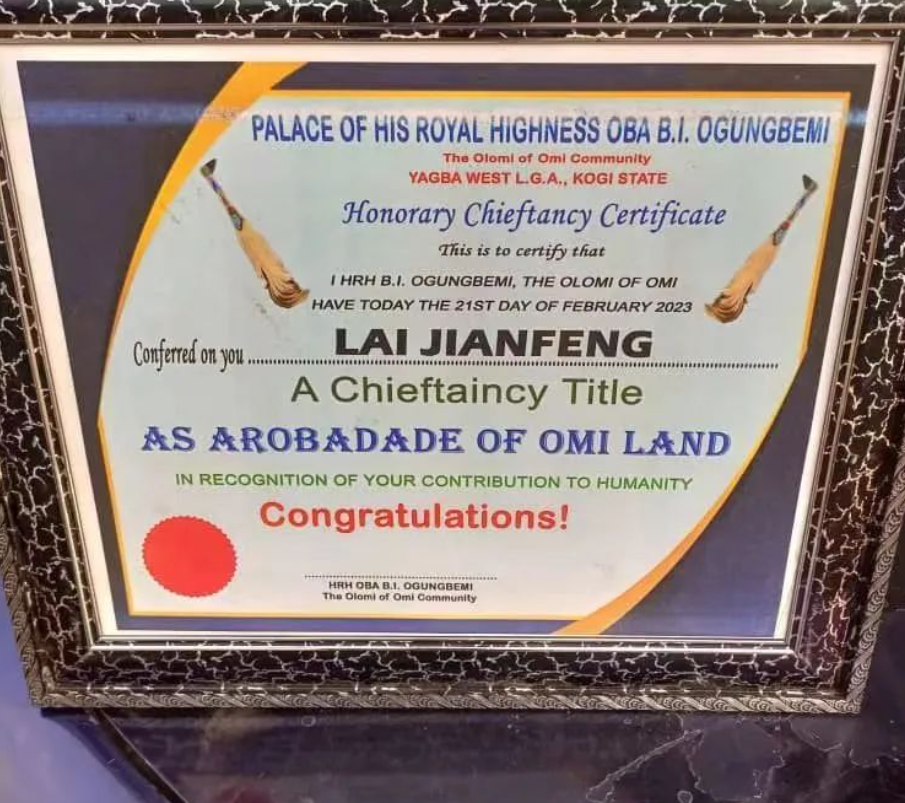 PALACE OF HIS ROYAL HIGHNESS OBA B.I. OGUNGBEMI
The Olomi of Omi Community
YAGBA WEST L.G.A., KOGI STATE
Honorary Chieftancy Certificate
This is to certify that
I HRH B.I. OGUNGBEMI, THE OLOMI OF OMI
HAVE TODAY THE 21ST DAY OF FEBRUARY 2023
Conferred on you LAI JIANFENG
A Chieftaincy Title
AS AROBADADE OF OMI LAND
IN RECOGNITION OF YOUR CONTRIBUTION TO HUMANITY
Congratulations!
HRH OBA B.I. OGUNGBEMI
The Olomi of Omi Community